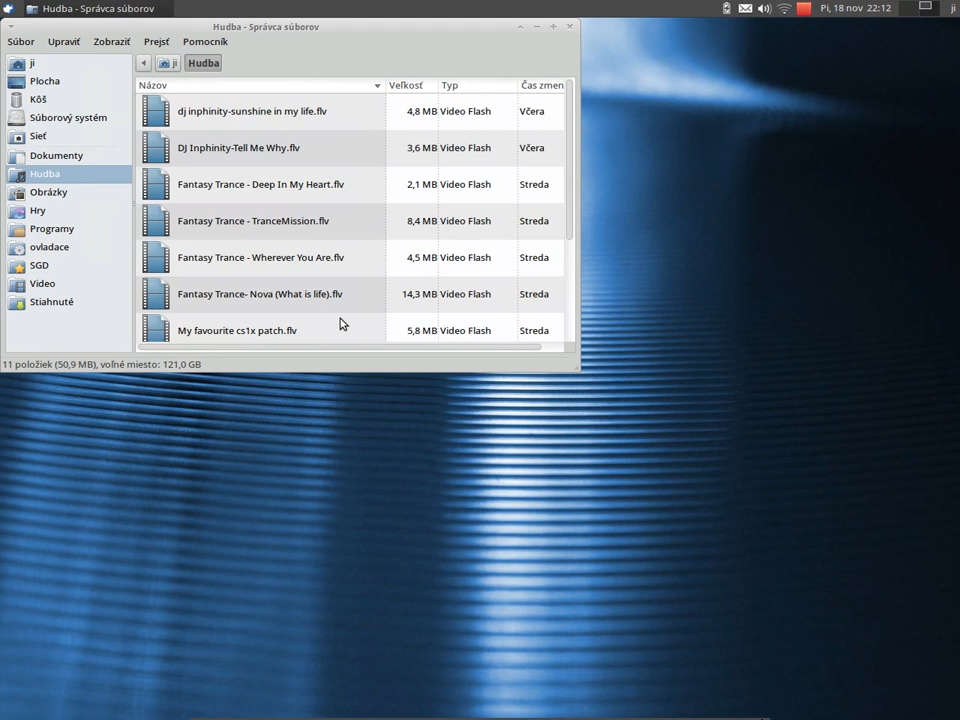 Hudba - Správca súborov
Pi, 18 nov 22:12
ji
Hudba - Správca súborov
Súbor Upraviť Zobraziť Prejsť Pomocník
ji
Plocha
Kôš
Súborový systém
Sieť
Dokumenty
Hudba
Obrázky
Hry
Programy
ovladace
SGD
Video
Stiahnuté
ji Hudba
Názov Veľkosť Typ Čas zmen
dj inphinity-sunshine in my life.flv 4,8 MB Video Flash Včera
DJ Inphinity-Tell Me Why.flv 3,6 MB Video Flash Včera
Fantasy Trance - Deep In My Heart.flv 2,1 MB Video Flash Streda
Fantasy Trance - TranceMission.flv 8,4 MB Video Flash Streda
Fantasy Trance - Wherever You Are.flv 4,5 MB Video Flash Streda
Fantasy Trance- Nova (What is life).flv 14,3 MB Video Flash Streda
My favourite cs1x patch.flv 5,8 MB Video Flash Streda
11 položiek (50,9 MB), voľné miesto: 121,0 GB